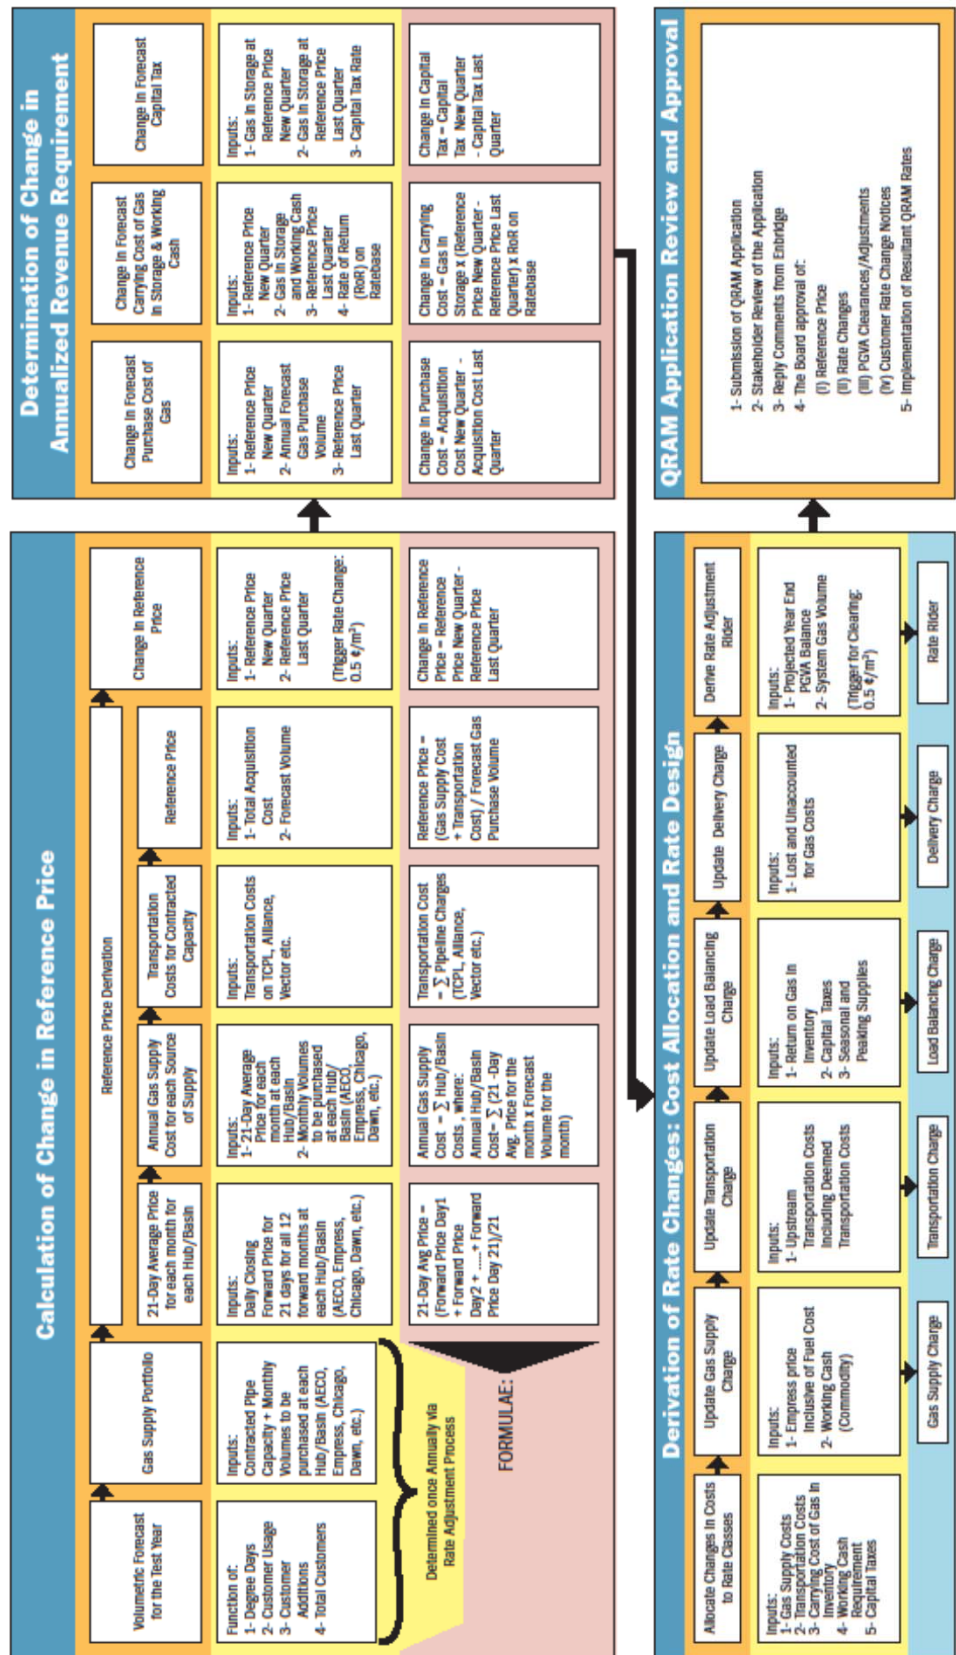 Calculation of Change in Reference Price
Volumetric Forecast
for the Test Year
Gas Supply Portfolio
Reference Price Derivation
21-Day Average Price
for each month for
each Hub/Basin
Annual Gas Supply
Cost for each Source
of Supply
Transportation
Costs for Contracted
Capacity
Reference Price
Change in Reference
Price
Function of:
1- Degree Days
2- Customer Usage
3- Customer
Additions
4- Total Customers
Inputs:
Contracted Pipe
Capacity + Monthly
Volumes to be
purchased at each
Hub/Basin (AECO,
Empress, Chicago,
Dawn, etc.)
Inputs:
Daily Closing
Forward Price for
21 days for all 12
forward months at
each Hub/Basin
(AECO, Empress,
Chicago, Dawn, etc.)
Inputs:
1- 21-Day Average
Price for each
month at each
Hub/Basin
2- Monthly Volumes
to be purchased
at each Hub/
Basin (AECO,
Empress, Chicago,
Dawn, etc.)
Inputs:
Transportation Costs
on TCPL, Alliance,
Vector etc.
Inputs:
1- Total Acquisition
Cost
2- Forecast Volume
Inputs:
1- Reference Price
New Quarter
2- Reference Price
Last Quarter
(Trigger Rate Change:
0.5 ¢/m³)
Determined once Annually via
Rate Adjustment Process
FORMULAE:
21-Day Avg Price =
(Forward Price Day1
+ Forward Price
Day2 + .....+ Forward
Price Day 21)/21
Annual Gas Supply
Cost = ∑ Hub/Basin
Costs , where:
Annual Hub/Basin
Cost= ∑ (21 -Day
Avg. Price for the
month x Forecast
Volume for the
month)
Transportation Cost
= ∑ Pipeline Charges
(TCPL, Alliance,
Vector etc.)
Reference Price =
(Gas Supply Cost
+ Transportation
Cost) / Forecast Gas
Purchase Volume
Change in Reference
Price = Reference
Price New Quarter -
Reference Price
Last Quarter
Determination of Change in
Annualized Revenue Requirement
Change in Forecast
Purchase Cost of
Gas
Change in Forecast
Carrying Cost of Gas
in Storage & Working
Cash
Change in Forecast
Capital Tax
Inputs:
1- Reference Price
New Quarter
2- Annual Forecast
Gas Purchase
Volume
3- Reference Price
Last Quarter
Inputs:
1- Reference Price
New Quarter
2- Gas in Storage
and Working Cash
3- Reference Price
Last Quarter
4- Rate of Return
(RoR) on
Ratebase
Inputs:
1- Gas in Storage at
Reference Price
New Quarter
2- Gas in Storage at
Reference Price
Last Quarter
3- Capital Tax Rate
Change in Purchase
Cost = Acquisition
Cost New Quarter -
Acquisition Cost Last
Quarter
Change in Carrying
Cost = Gas in
Storage x (Reference
Price New Quarter -
Reference Price Last
Quarter) x RoR on
Ratebase
Change in Capital
Tax = Capital
Tax New Quarter
- Capital Tax Last
Quarter
Derivation of Rate Changes: Cost Allocation and Rate Design
Allocate Changes in Costs
to Rate Classes
Update Gas Supply
Charge
Update Transportation
Charge
Update Load Balancing
Charge
Update Delivery Charge
Derive Rate Adjustment
Rider
Inputs:
1- Gas Supply Costs
2- Transportation Costs
3- Carrying Cost of Gas in
Inventory
4- Working Cash
Requirement
5- Capital Taxes
Inputs:
1- Empress price
Inclusive of Fuel Cost
2- Working Cash
(Commodity)
Inputs:
1- Upstream
Transportation Costs
Including Deemed
Transportation Costs
Inputs:
1- Return on Gas in
Inventory
2- Capital Taxes
3- Seasonal and
Peaking Supplies
Inputs:
1- Lost and Unaccounted
for Gas Costs
Inputs:
1- Projected Year End
PGVA Balance
2- System Gas Volume
(Trigger for Clearing:
0.5 ¢/m³)
Gas Supply Charge
Transportation Charge
Load Balancing Charge
Delivery Charge
Rate Rider
QRAM Application Review and Approval
1- Submission of QRAM Application
2- Stakeholder Review of the Application
3- Reply Comments from Enbridge
4- The Board approval of:
(i) Reference Price
(ii) Rate Changes
(iii) PGVA Clearances/Adjustments
(iv) Customer Rate Change Notices
5- Implementation of Resultant QRAM Rates